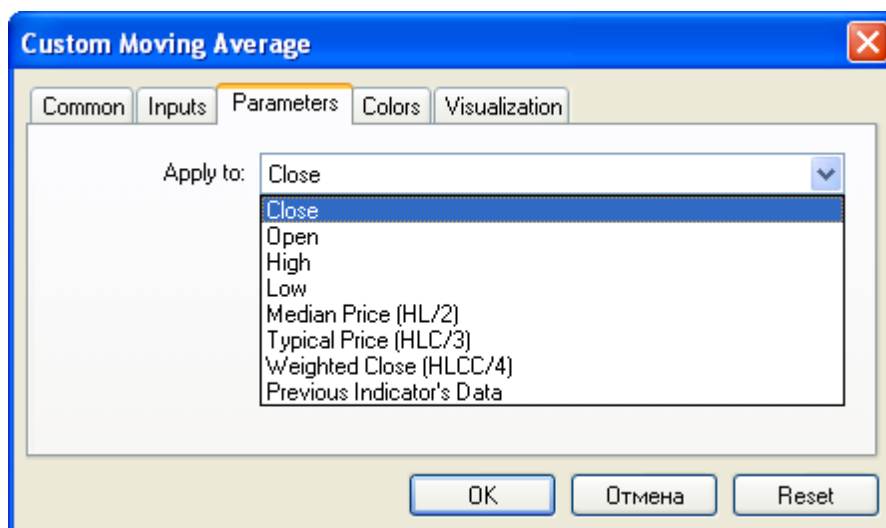 Custom Moving Average
Common Inputs Parameters Colors Visualization
Apply to: Close
Close
Open
High
Low
Median Price (HL/2)
Typical Price (HLC/3)
Weighted Close (HLCC/4)
Previous Indicator's Data
OK Отмена Reset